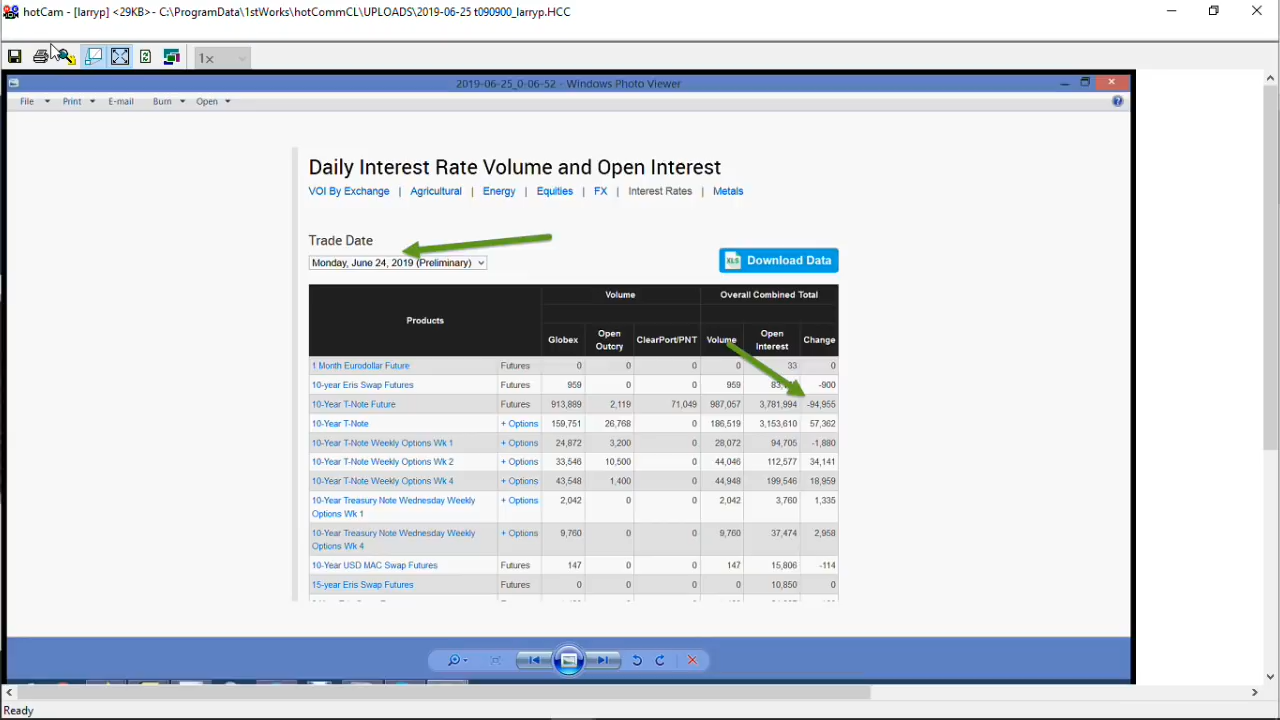 hotCam - [larryp] <29KB>- C:\ProgramData\1stWorks\hotCommCL\UPLOADS\2019-06-25 t090900_larryp.HCC
1x
2019-06-25_0-06-52 - Windows Photo Viewer
File Print E-mail Burn Open
Daily Interest Rate Volume and Open Interest
VOI By Exchange | Agricultural | Energy | Equities | FX | Interest Rates | Metals
Trade Date
Monday, June 24, 2019 (Preliminary)
XLS Download Data
Products Volume Overall Combined Total
Globex Open Outcry ClearPort/PNT Volume Open Interest Change
1 Month Eurodollar Future Futures 0 0 0 0 33 0
10-year Eris Swap Futures Futures 959 0 0 959 -900
10-Year T-Note Future Futures 913,889 2,119 71,049 987,057 3,781,994 -94,955
10-Year T-Note + Options 159,751 26,768 0 186,519 3,153,610 57,362
10-Year T-Note Weekly Options Wk 1 + Options 24,872 3,200 0 28,072 94,705 -1,880
10-Year T-Note Weekly Options Wk 2 + Options 33,546 10,500 0 44,046 112,577 34,141
10-Year T-Note Weekly Options Wk 4 + Options 43,548 1,400 0 44,948 199,546 18,959
10-Year Treasury Note Wednesday Weekly + Options 2,042 0 0 2,042 3,760 1,335
Options Wk 1
10-Year Treasury Note Wednesday Weekly + Options 9,760 0 0 9,760 37,474 2,958
Options Wk 4
10-Year USD MAC Swap Futures Futures 147 0 0 147 15,806 -114
15-year Eris Swap Futures Futures 0 0 0 0 10,850 0
Ready